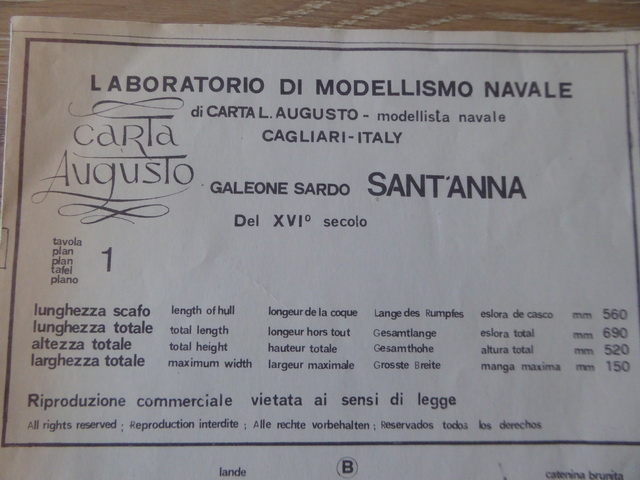 LABORATORIO DI MODELLISMO NAVALE
di CARTA L. AUGUSTO - modellista navale
CAGLIARI-ITALY
carta
Augusto
GALEONE SARDO SANT'ANNA
Del XVI° secolo
tavola
plan
plan
tafel
plano
1
lunghezza scafo length of hull longeur de la coque Lange des Rumpfes eslora de casco mm 560
lunghezza totale total length longeur hors tout Gesamtlange eslora total mm 690
altezza totale total height hauteur totale Gesamthohe altura total mm 520
larghezza totale maximum width largeur maximale Grosste Breite manga maxima mm 150
Riproduzione commerciale vietata ai sensi di legge
All rights reserved ; Reproduction interdite ; Alle rechte vorbehalten ; Reservados todos los derechos
lande B catenina brunita